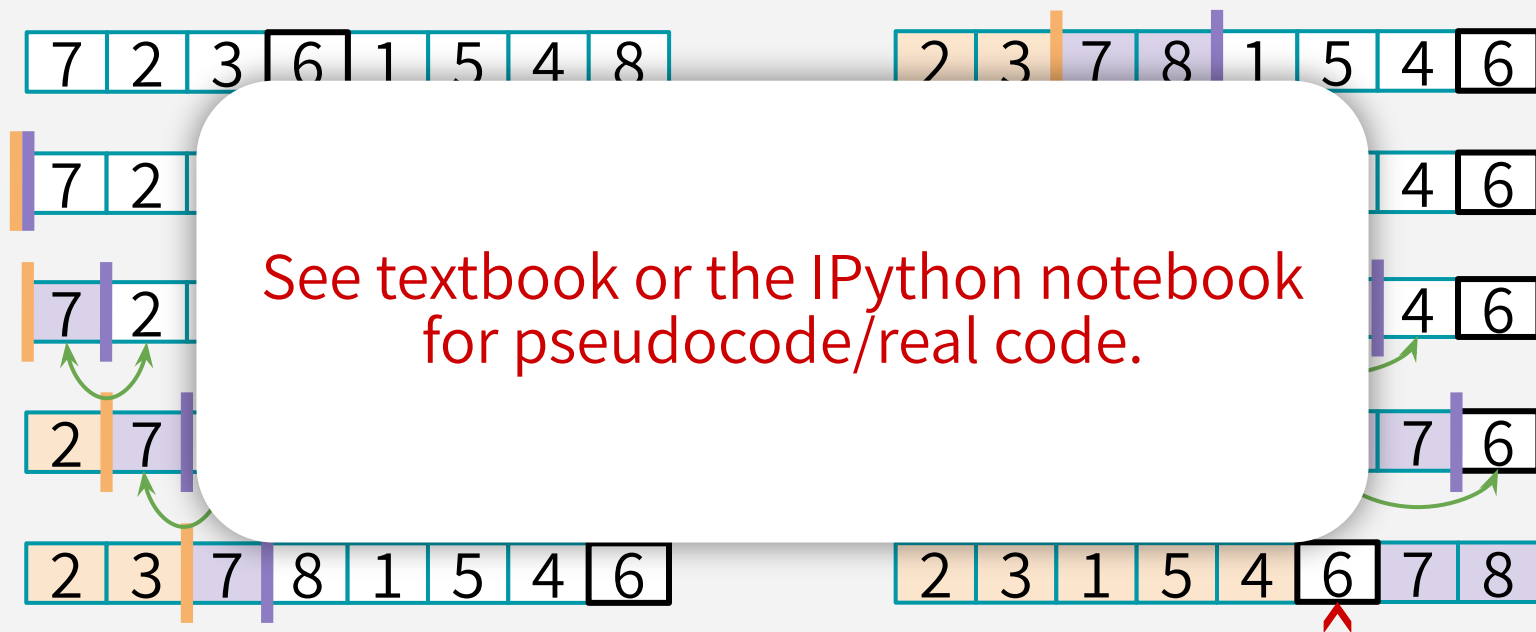 7 2 3 6 1 5 4 8
7 2
7 2
2 7
2 3 7 8 1 5 4 6
See textbook or the IPython notebook
for pseudocode/real code.
2 3 7 8 1 5 4 6
4 6
4 6
7 6
2 3 1 5 4 6 7 8